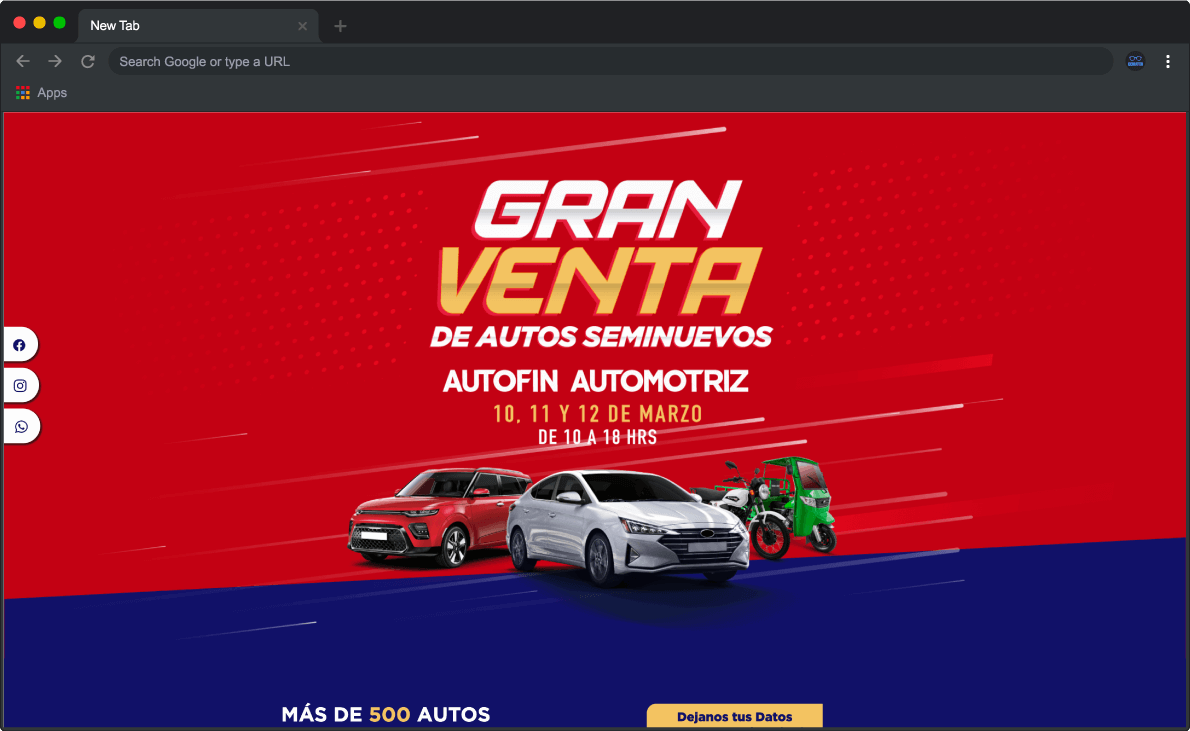 New Tab
Search Google or type a URL
Apps
GRAN
VENTA
DE AUTOS SEMINUEVOS
AUTOFIN AUTOMOTRIZ
10, 11 Y 12 DE MARZO
DE 10 A 18 HRS
MÁS DE 500 AUTOS
Dejanos tus Datos